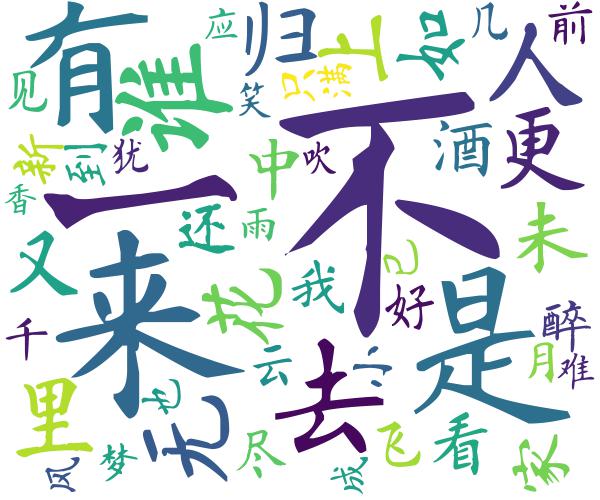 有
谁
应
归
上
如
几
人
前
见
笑
只
满
新
到
犹
一
中
吹
不
酒
更
香
又
还
雨
未
来
花
我
已
好
是
千
云
小
醉
月
难
里
也
无
去
看
风
梦
尽
成
飞
家